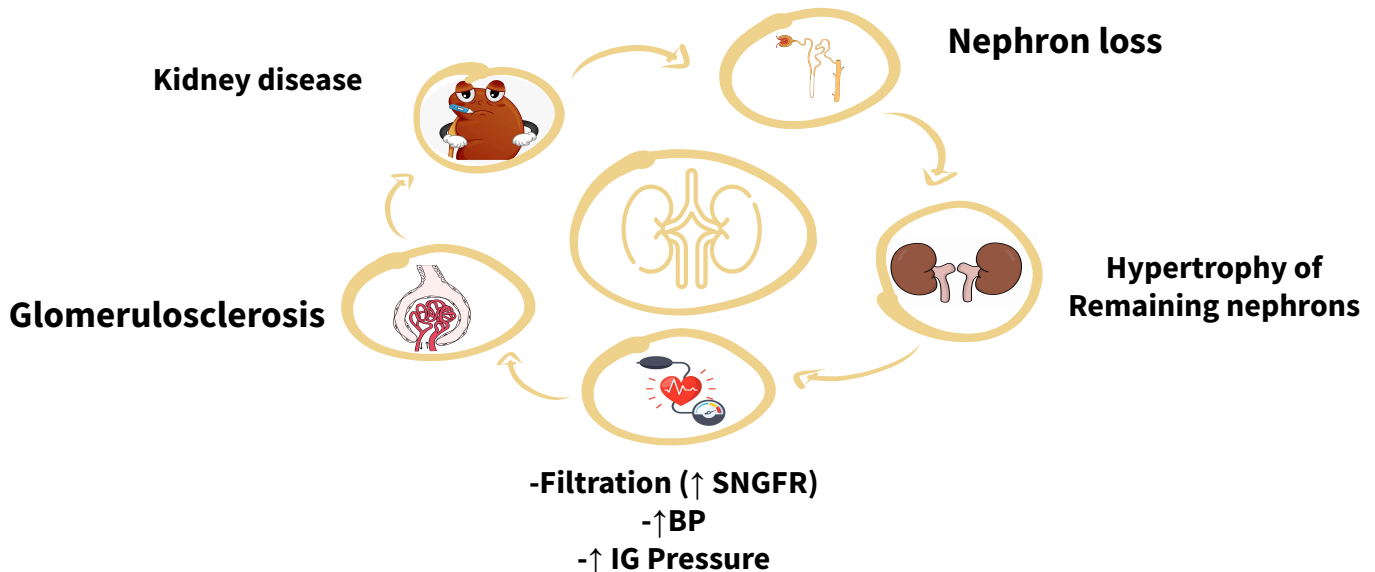 Kidney disease
Nephron loss
Hypertrophy of
Remaining nephrons
-Filtration (↑ SNGFR)
-↑BP
-↑ IG Pressure
Glomerulosclerosis